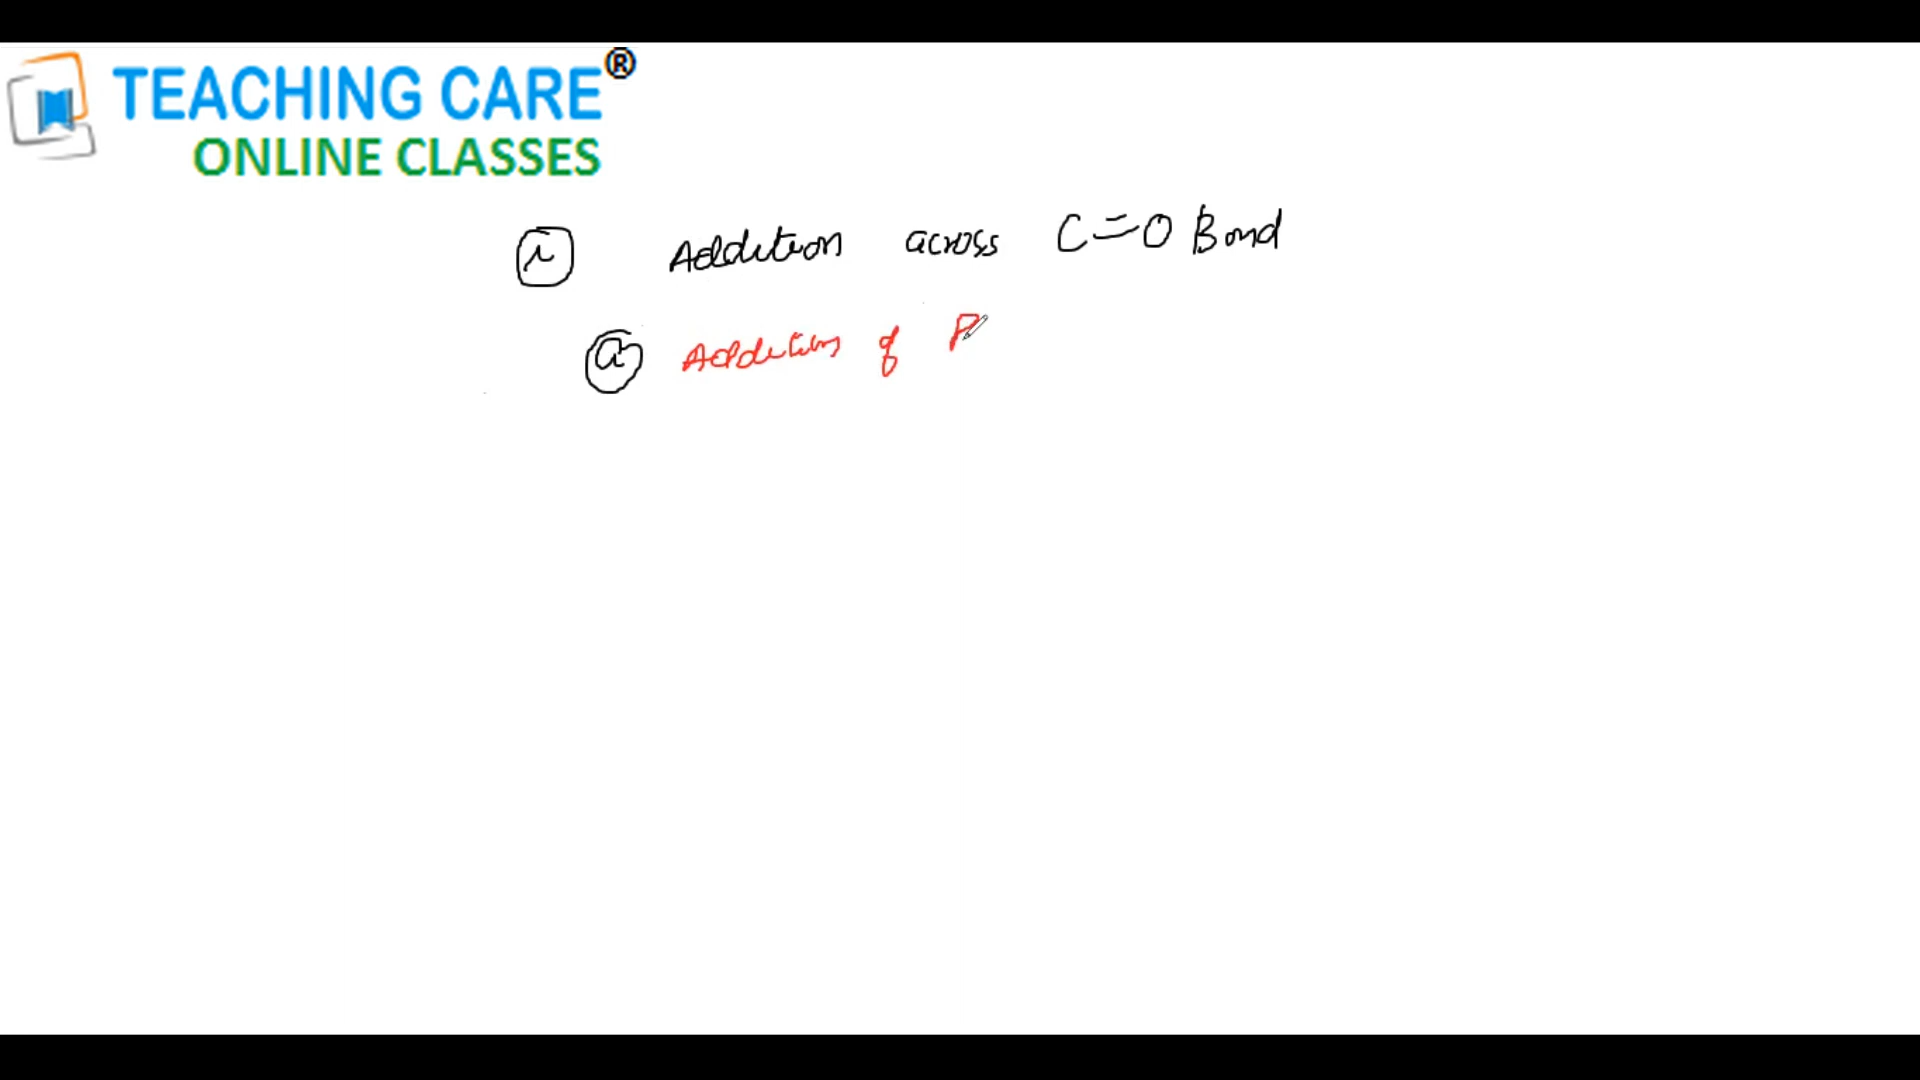 TEACHING CARE®
ONLINE CLASSES
i Addition across C=O Bond
a Addition of P